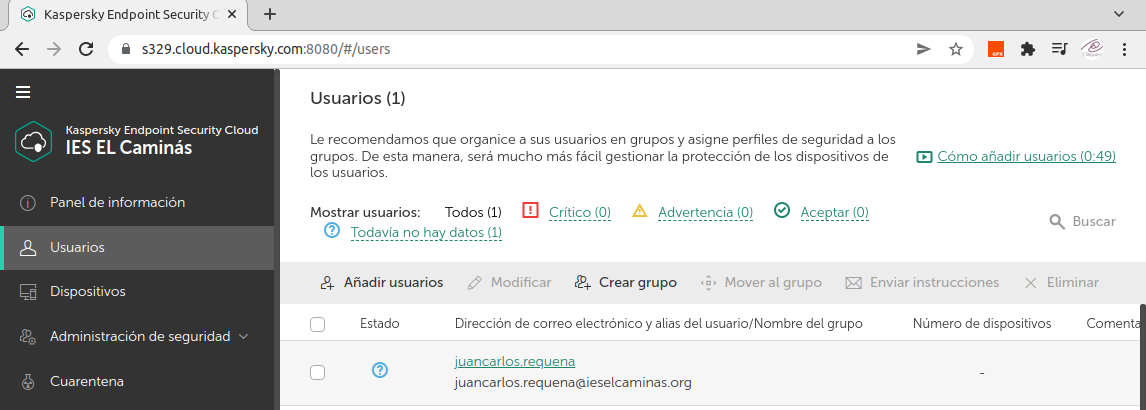 Kaspersky Endpoint Security C
s329.cloud.kaspersky.com:8080/#/users
GPX
Kaspersky Endpoint Security Cloud
IES EL Caminás
Panel de información
Usuarios
Dispositivos
Administración de seguridad
Cuarentena
Usuarios (1)
Le recomendamos que organice a sus usuarios en grupos y asigne perfiles de seguridad a los
grupos. De esta manera, será mucho más fácil gestionar la protección de los dispositivos de
los usuarios.
Cómo añadir usuarios (0:49)
Mostrar usuarios: Todos (1) Crítico (0) Advertencia (0) Aceptar (0)
Todavía no hay datos (1)
Buscar
Añadir usuarios Modificar Crear grupo Mover al grupo Enviar instrucciones Eliminar
Estado Dirección de correo electrónico y alias del usuario/Nombre del grupo Número de dispositivos Comenta
juancarlos.requena
juancarlos.requena@ieselcaminas.org -